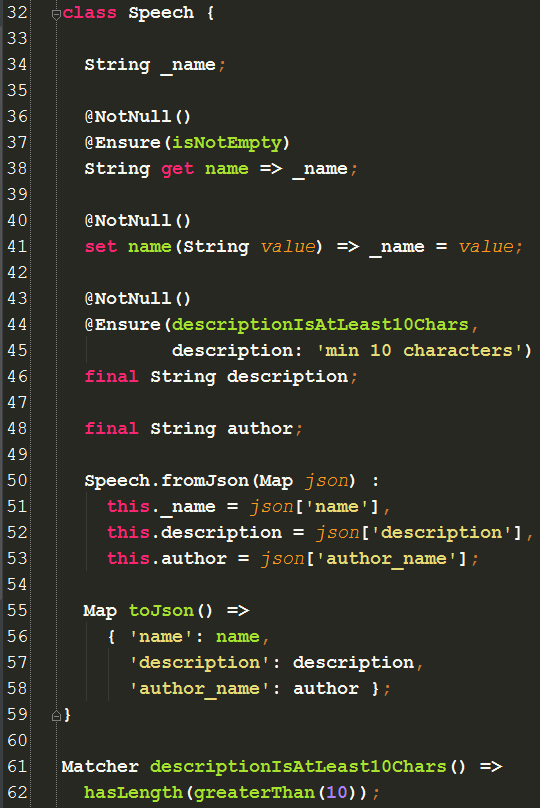 32 class Speech {
33
34   String _name;
35
36   @NotNull()
37   @Ensure(isNotEmpty)
38   String get name => _name;
39
40   @NotNull()
41   set name(String value) => _name = value;
42
43   @NotNull()
44   @Ensure(descriptionIsAtLeast10Chars,
45           description: 'min 10 characters')
46   final String description;
47
48   final String author;
49
50   Speech.fromJson(Map json) :
51     this._name = json['name'],
52     this.description = json['description'],
53     this.author = json['author_name'];
54
55   Map toJson() =>
56     { 'name': name,
57       'description': description,
58       'author_name': author };
59 }
60
61 Matcher descriptionIsAtLeast10Chars() =>
62   hasLength(greaterThan(10));